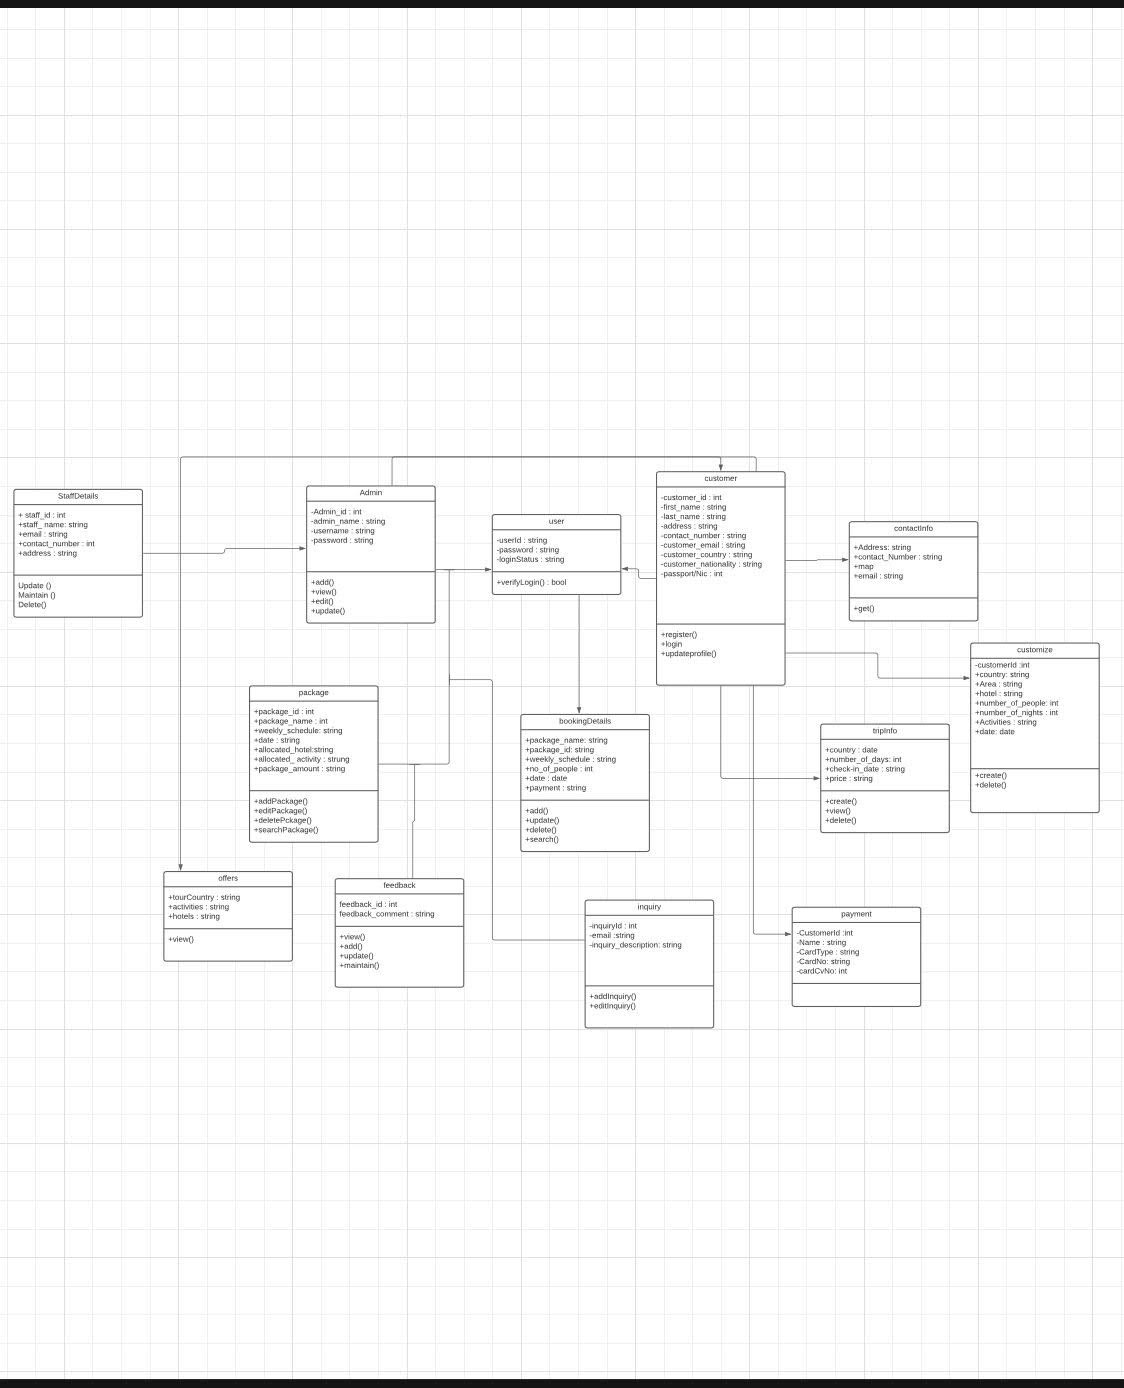 StaffDetails
+ staff_id : int
+staff_ name: string
+email : string
+contact_number : int
+address : string
Update ()
Maintain ()
Delete()
Admin
-Admin_id : int
-admin_name : string
-username : string
-password : string
+add()
+view()
+edit()
+update()
user
-userId : string
-password : string
-loginStatus : string
+verifyLogin() : bool
customer
-customer_id : int
-first_name : string
-last_name : string
-address : string
-contact_number : string
-customer_email : string
-customer_country : string
-customer_nationality : string
-passport/Nic : int
+register()
+login
+updateprofile()
contactInfo
+Address: string
+contact_Number : string
+map
+email : string
+get()
customize
-customerId :int
+country: string
+Area : string
+hotel : string
+number_of_people: int
+number_of_nights : int
+Activities : string
+date: date
+create()
+delete()
package
+package_id : int
+package_name : int
+weekly_schedule: string
+date : string
+allocated_hotel:string
+allocated_ activity : strung
+package_amount : string
+addPackage()
+editPackage()
+deletePckage()
+searchPackage()
bookingDetails
+package_name: string
+package_id: string
+weekly_schedule : string
+no_of_people : int
+date : date
+payment : string
+add()
+update()
+delete()
+search()
tripInfo
+country : date
+number_of_days: int
+check-in_date : string
+price : string
+create()
+view()
+delete()
offers
+tourCountry : string
+activities : string
+hotels : string
+view()
feedback
feedback_id : int
feedback_comment : string
+view()
+add()
+update()
+maintain()
inquiry
-inquiryId : int
-email :string
-inquiry_description: string
+addInquiry()
+editInquiry()
payment
-CustomerId :int
-Name : string
-CardType : string
-CardNo: string
-cardCvNo: int